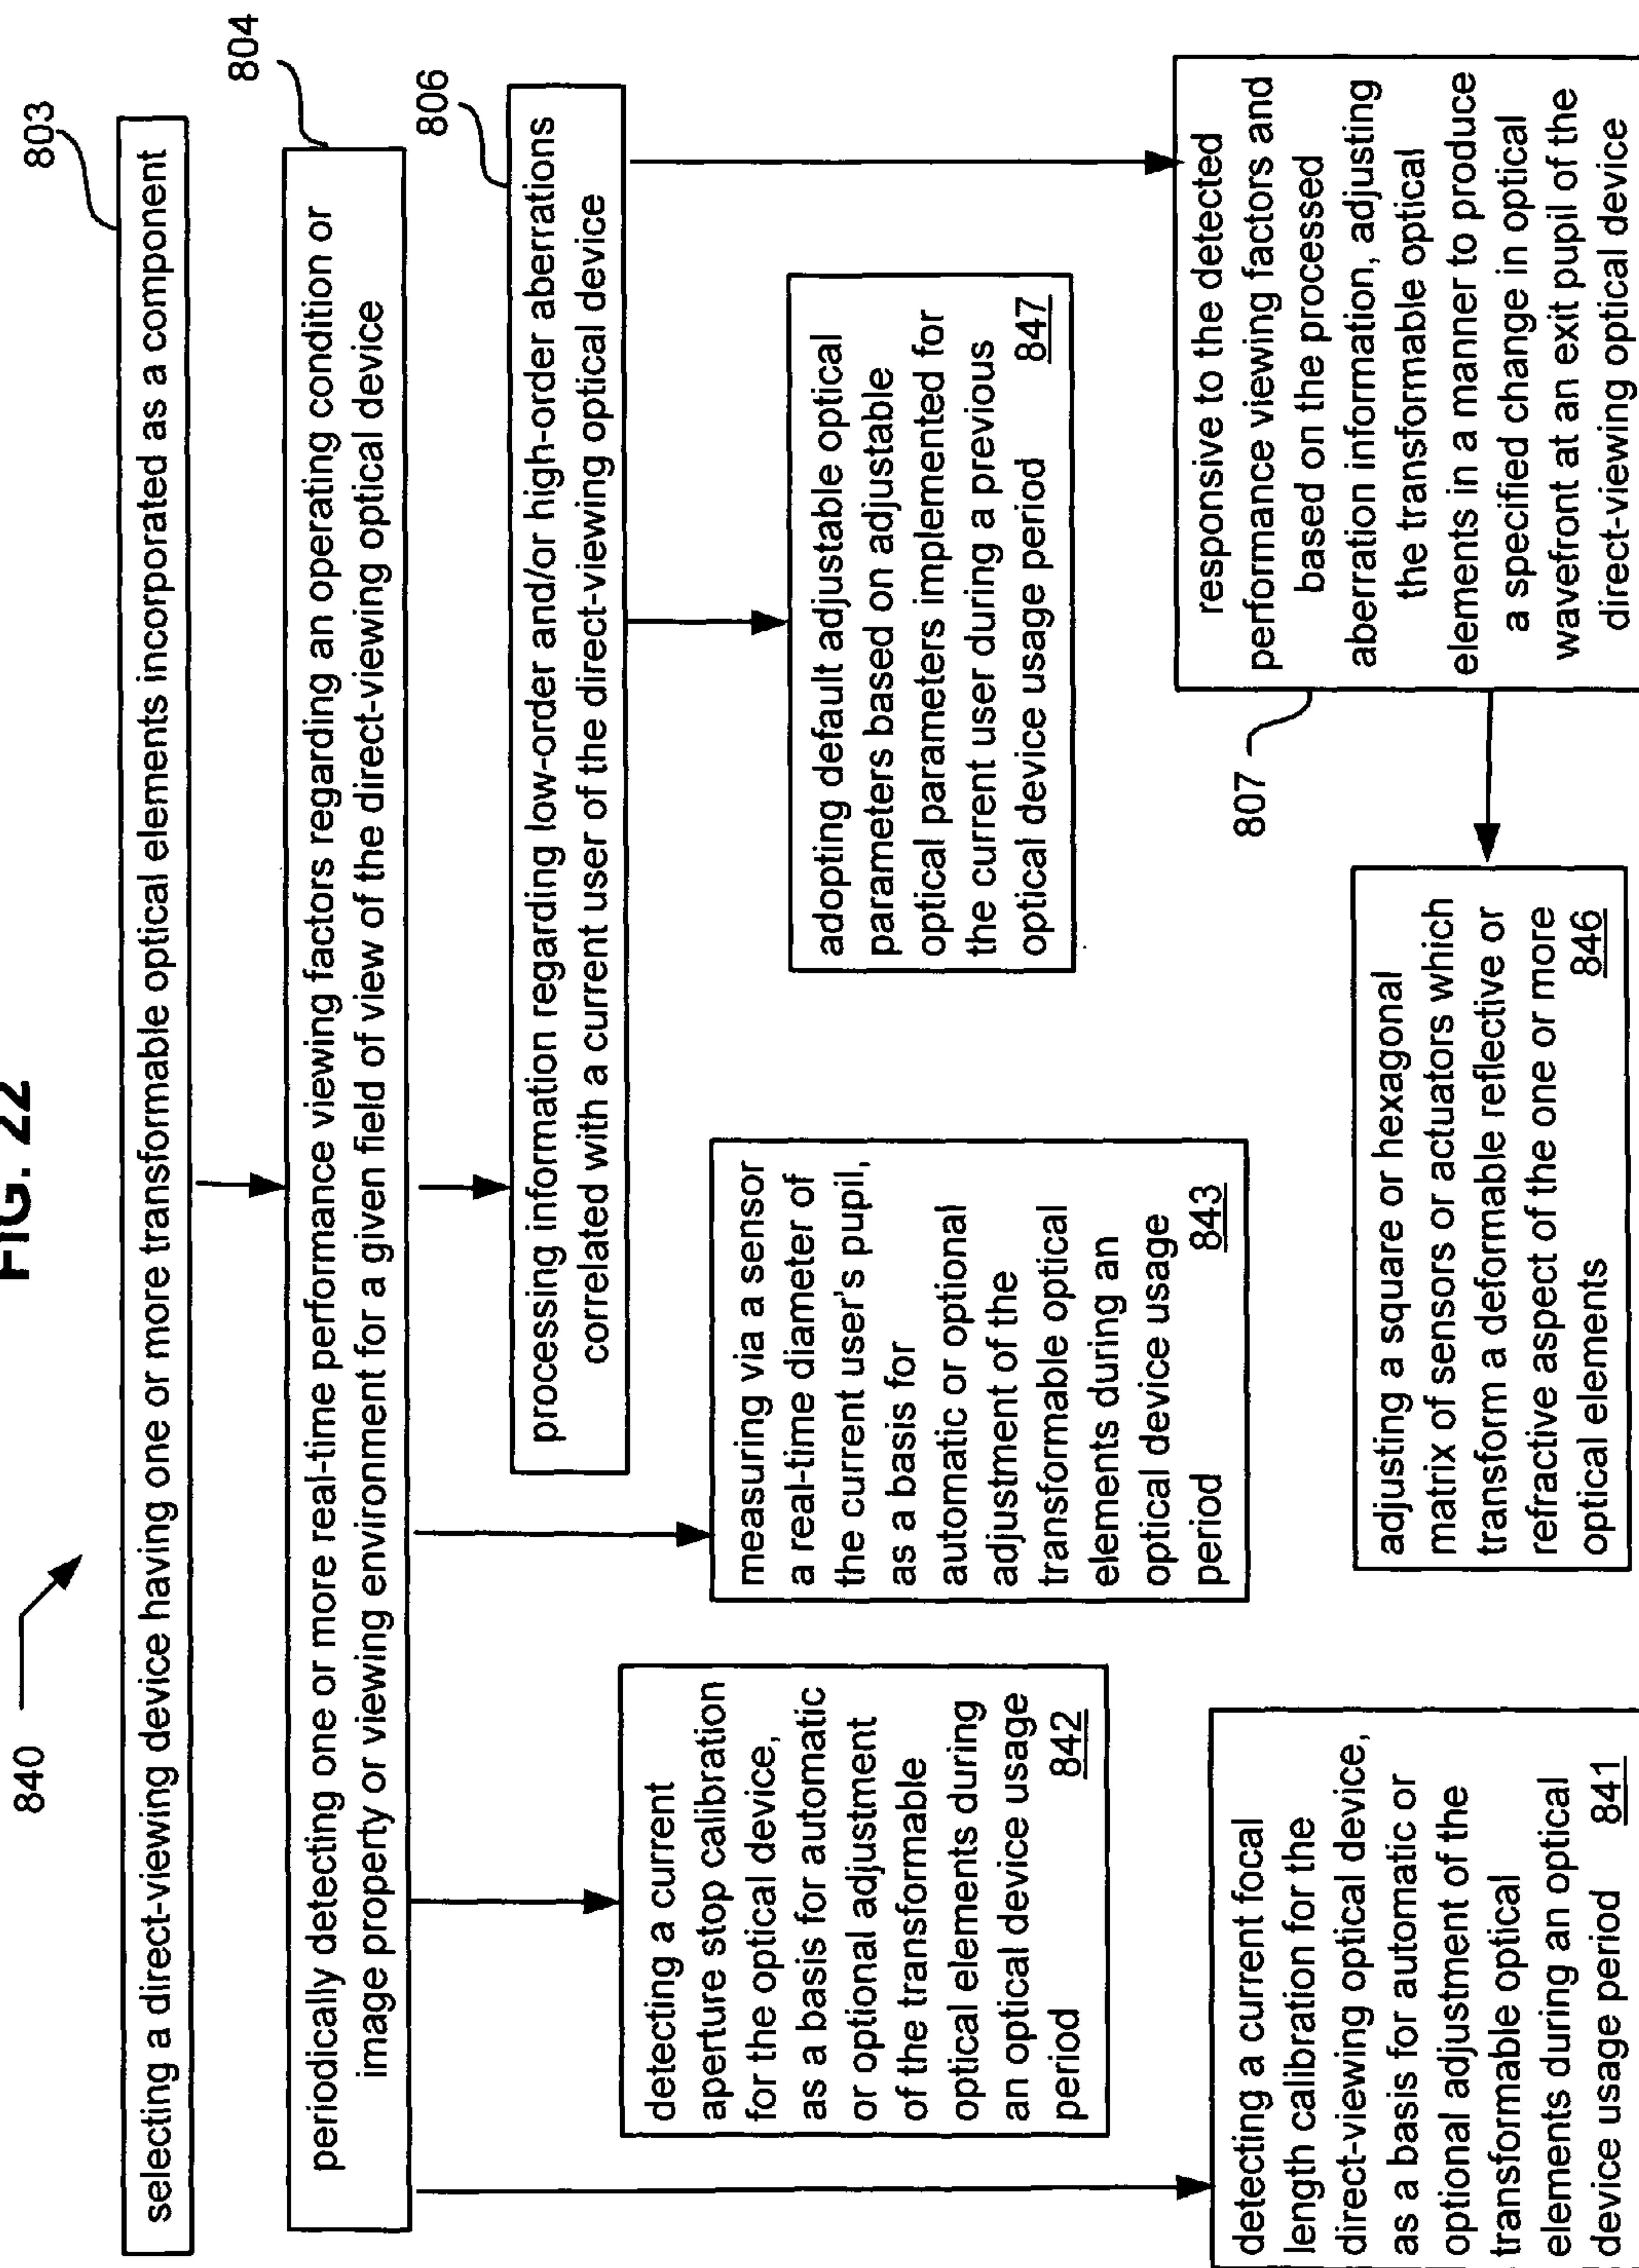 FIG. 22
840
803
selecting a direct-viewing device having one or more transformable optical elements incorporated as a component
804
periodically detecting one or more real-time performance viewing factors regarding an operating condition or
image property or viewing environment for a given field of view of the direct-viewing optical device
806
processing information regarding low-order and/or high-order aberrations
correlated with a current user of the direct-viewing optical device
detecting a current
aperture stop calibration
for the optical device,
as a basis for automatic
or optional adjustment
of the transformable
optical elements during
an optical device usage
period 842
measuring via a sensor
a real-time diameter of
the current user's pupil,
as a basis for
automatic or optional
adjustment of the
transformable optical
elements during an
optical device usage
period 843
adopting default adjustable optical
parameters based on adjustable
optical parameters implemented for
the current user during a previous
optical device usage period 847
detecting a current focal
length calibration for the
direct-viewing optical device,
as a basis for automatic or
optional adjustment of the
transformable optical
elements during an optical
device usage period 841
adjusting a square or hexagonal
matrix of sensors or actuators which
transform a deformable reflective or
refractive aspect of the one or more
optical elements 846
807
responsive to the detected
performance viewing factors and
based on the processed
aberration information, adjusting
the transformable optical
elements in a manner to produce
a specified change in optical
wavefront at an exit pupil of the
direct-viewing optical device